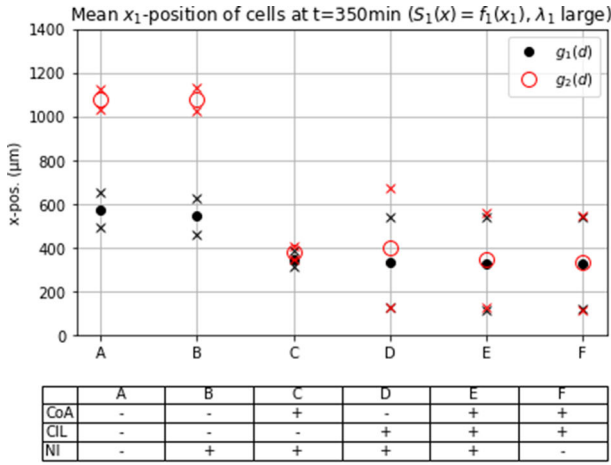 Mean x₁-position of cells at t=350min (S₁(x) = f₁(x₁), λ₁ large)
1400
g₁(d)
g₂(d)
1200
1000
800
600
400
200
0
x-pos. (µm)
A B C D E F
A B C D E F
CoA - - + - + +
CIL - - - + + +
NI - + + + + -